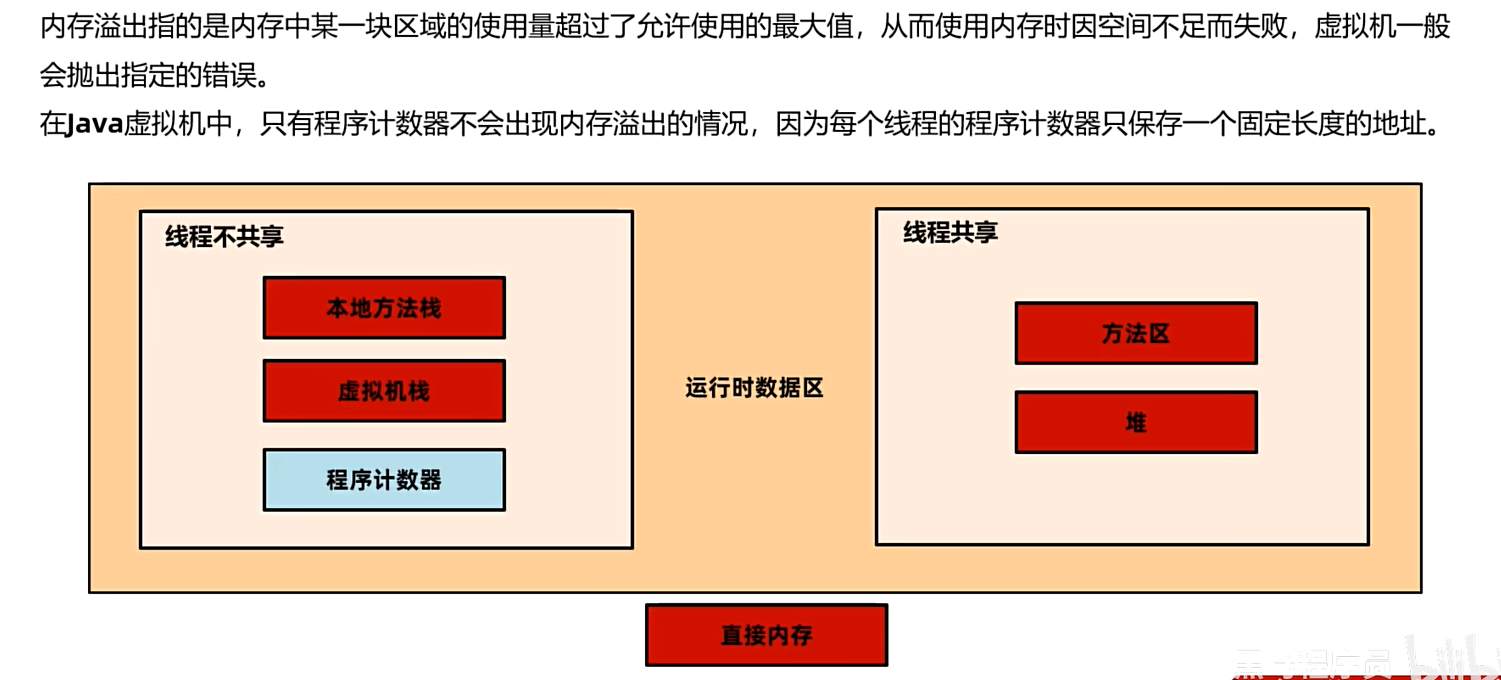 内存溢出指的是内存中某一块区域的使用量超过了允许使用的最大值，从而使用内存时因空间不足而失败，虚拟机一般
会抛出指定的错误。
在Java虚拟机中，只有程序计数器不会出现内存溢出的情况，因为每个线程的程序计数器只保存一个固定长度的地址。
线程不共享
本地方法栈
虚拟机栈
程序计数器
运行时数据区
线程共享
方法区
堆
直接内存
bilibili